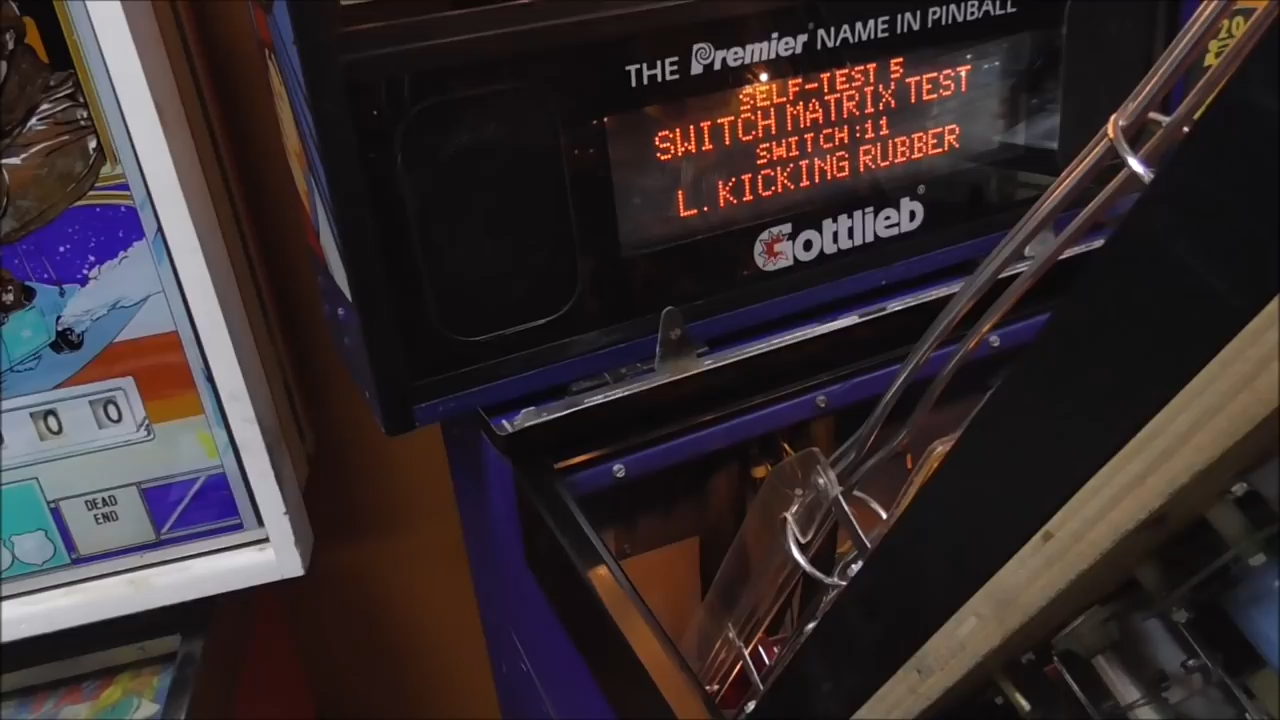 THE Premier® NAME IN PINBALL
SELF-TEST 5
SWITCH MATRIX TEST
SWITCH:11
L. KICKING RUBBER
Gottlieb®
20
0 0
DEAD
END